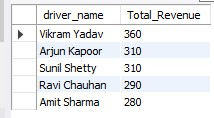 driver_name Total_Revenue
Vikram Yadav 360
Arjun Kapoor 310
Sunil Shetty 310
Ravi Chauhan 290
Amit Sharma 280